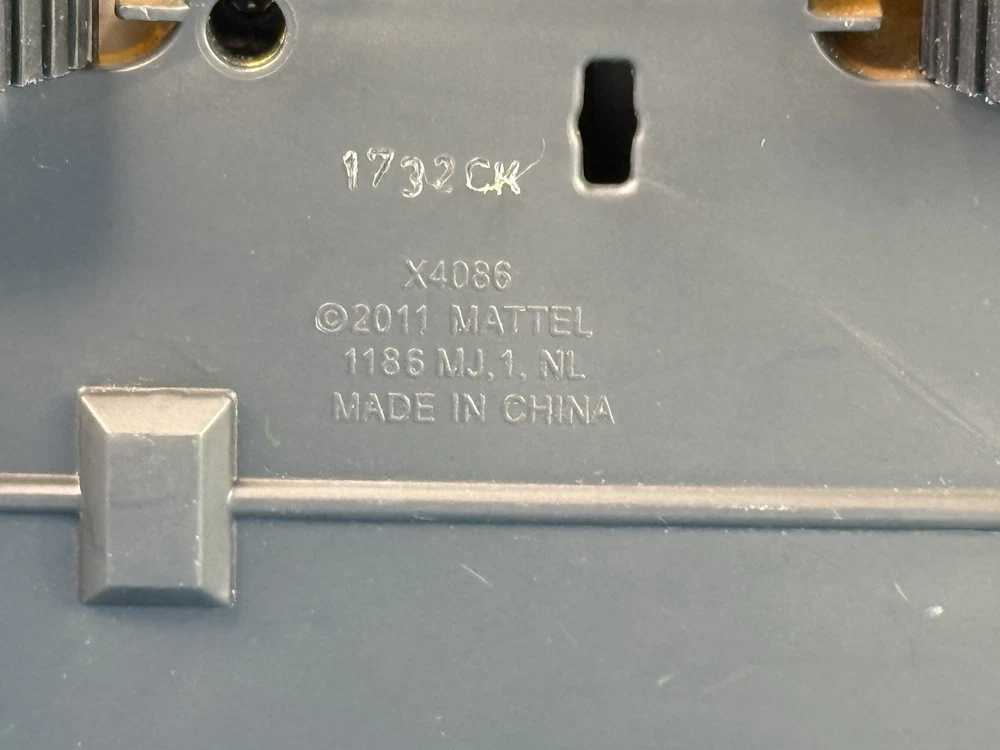 1732CK
X4086
©2011 MATTEL
1186 MJ,1, NL
MADE IN CHINA